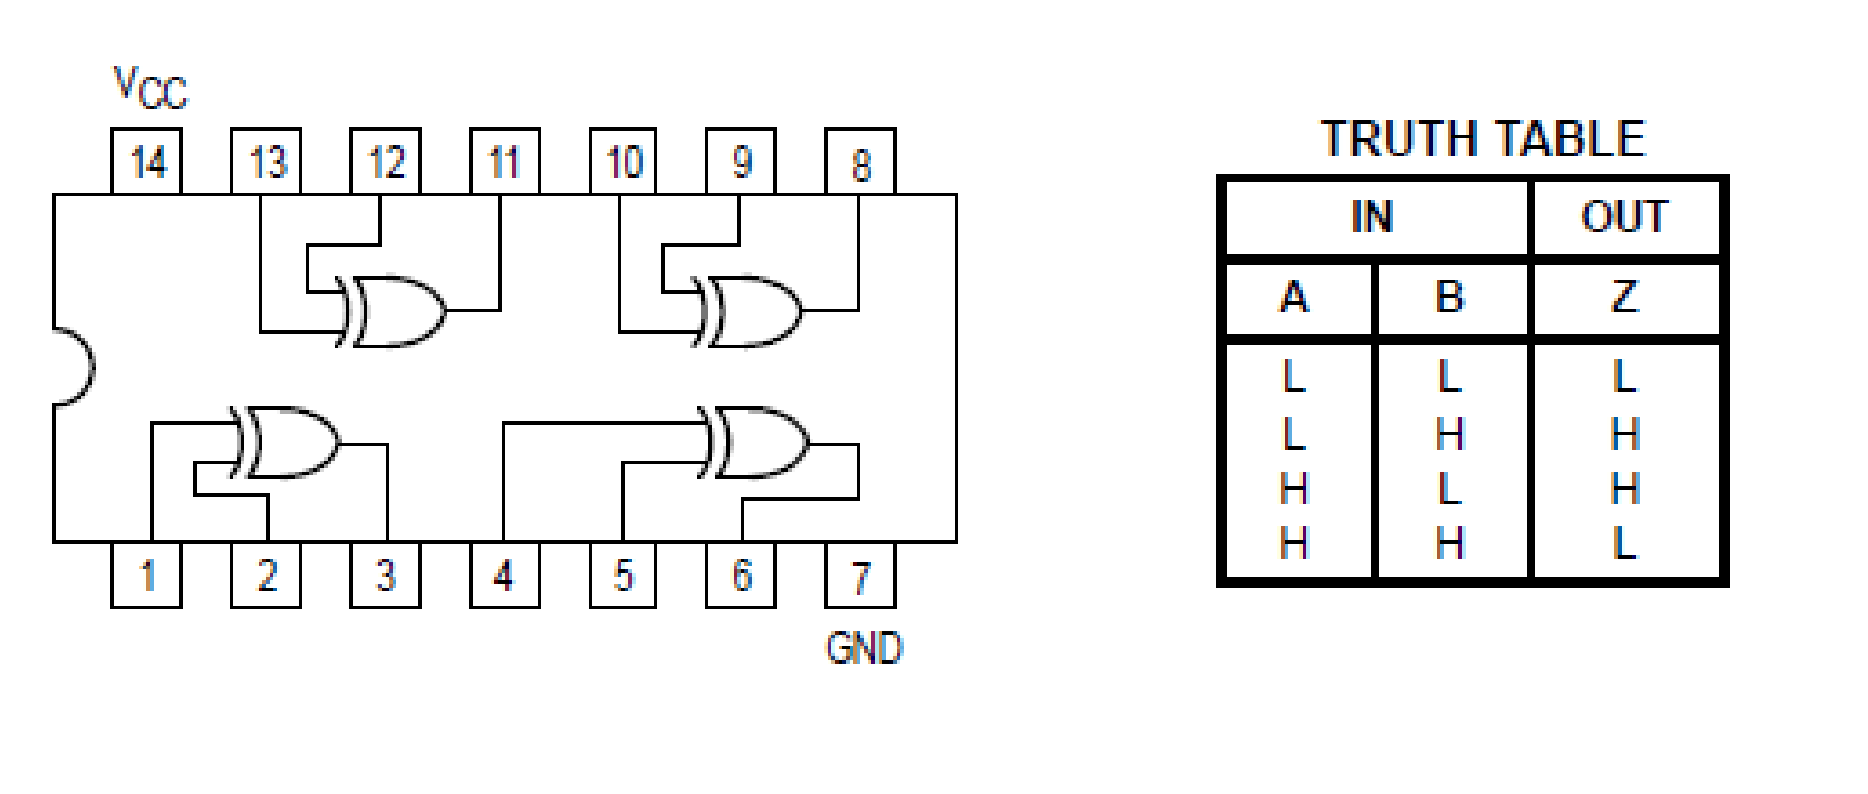 VCC
14 13 12 11 10 9 8
1 2 3 4 5 6 7
GND
TRUTH TABLE
IN OUT
A B Z
L L L
L H H
H L H
H H L